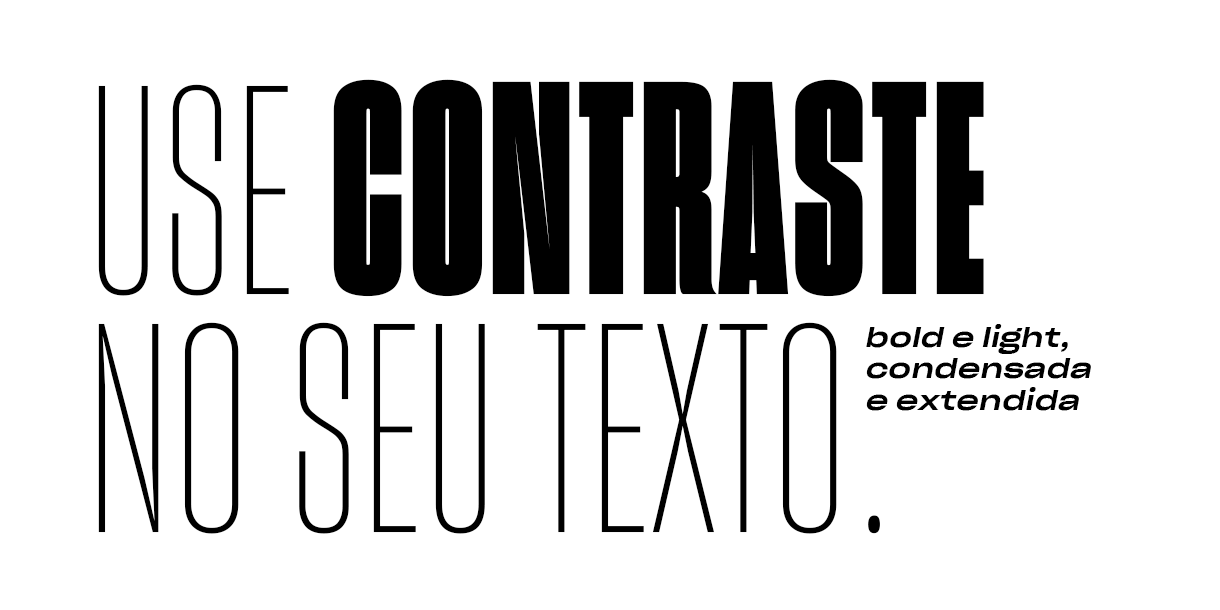 USE CONTRASTE
NO SEU TEXTO.
bold e light,
condensada
e extendida